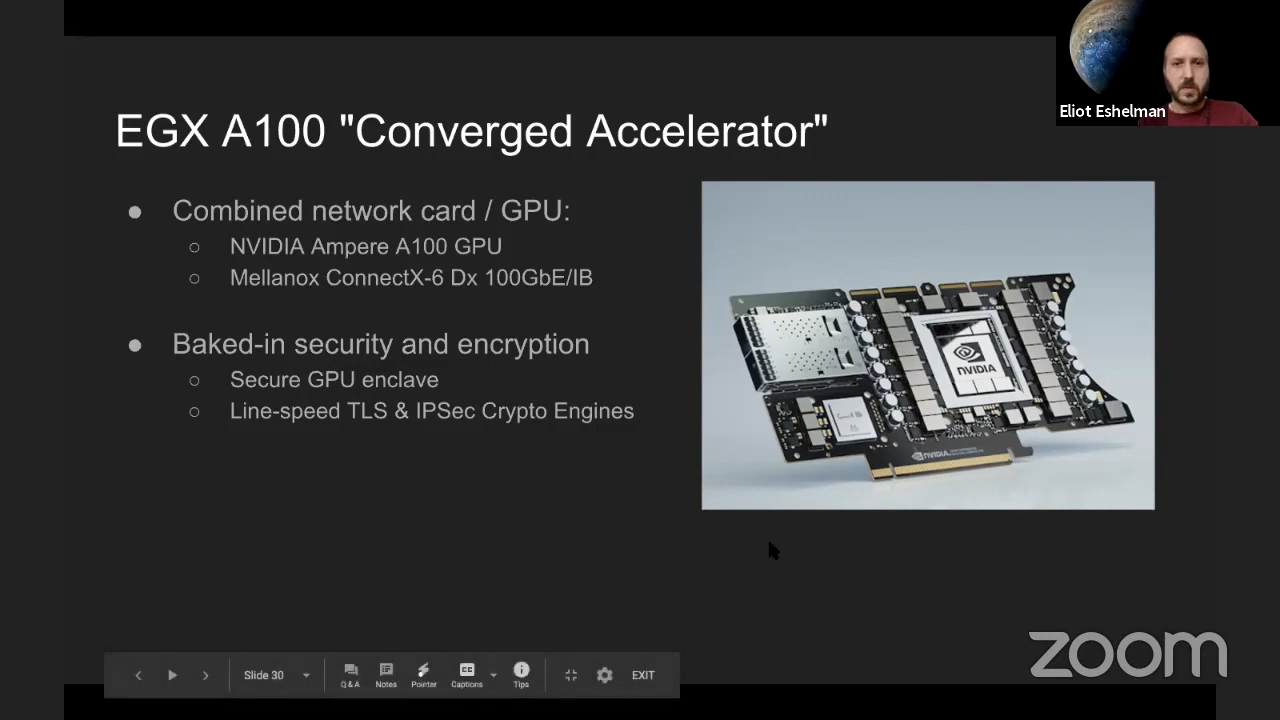 Eliot Eshelman
EGX A100 "Converged Accelerator"
● Combined network card / GPU:
○ NVIDIA Ampere A100 GPU
○ Mellanox ConnectX-6 Dx 100GbE/IB
● Baked-in security and encryption
○ Secure GPU enclave
○ Line-speed TLS & IPSec Crypto Engines
NVIDIA
NVIDIA
zoom
Slide 30
Q & A
Notes
Pointer
Captions
Tips
EXIT